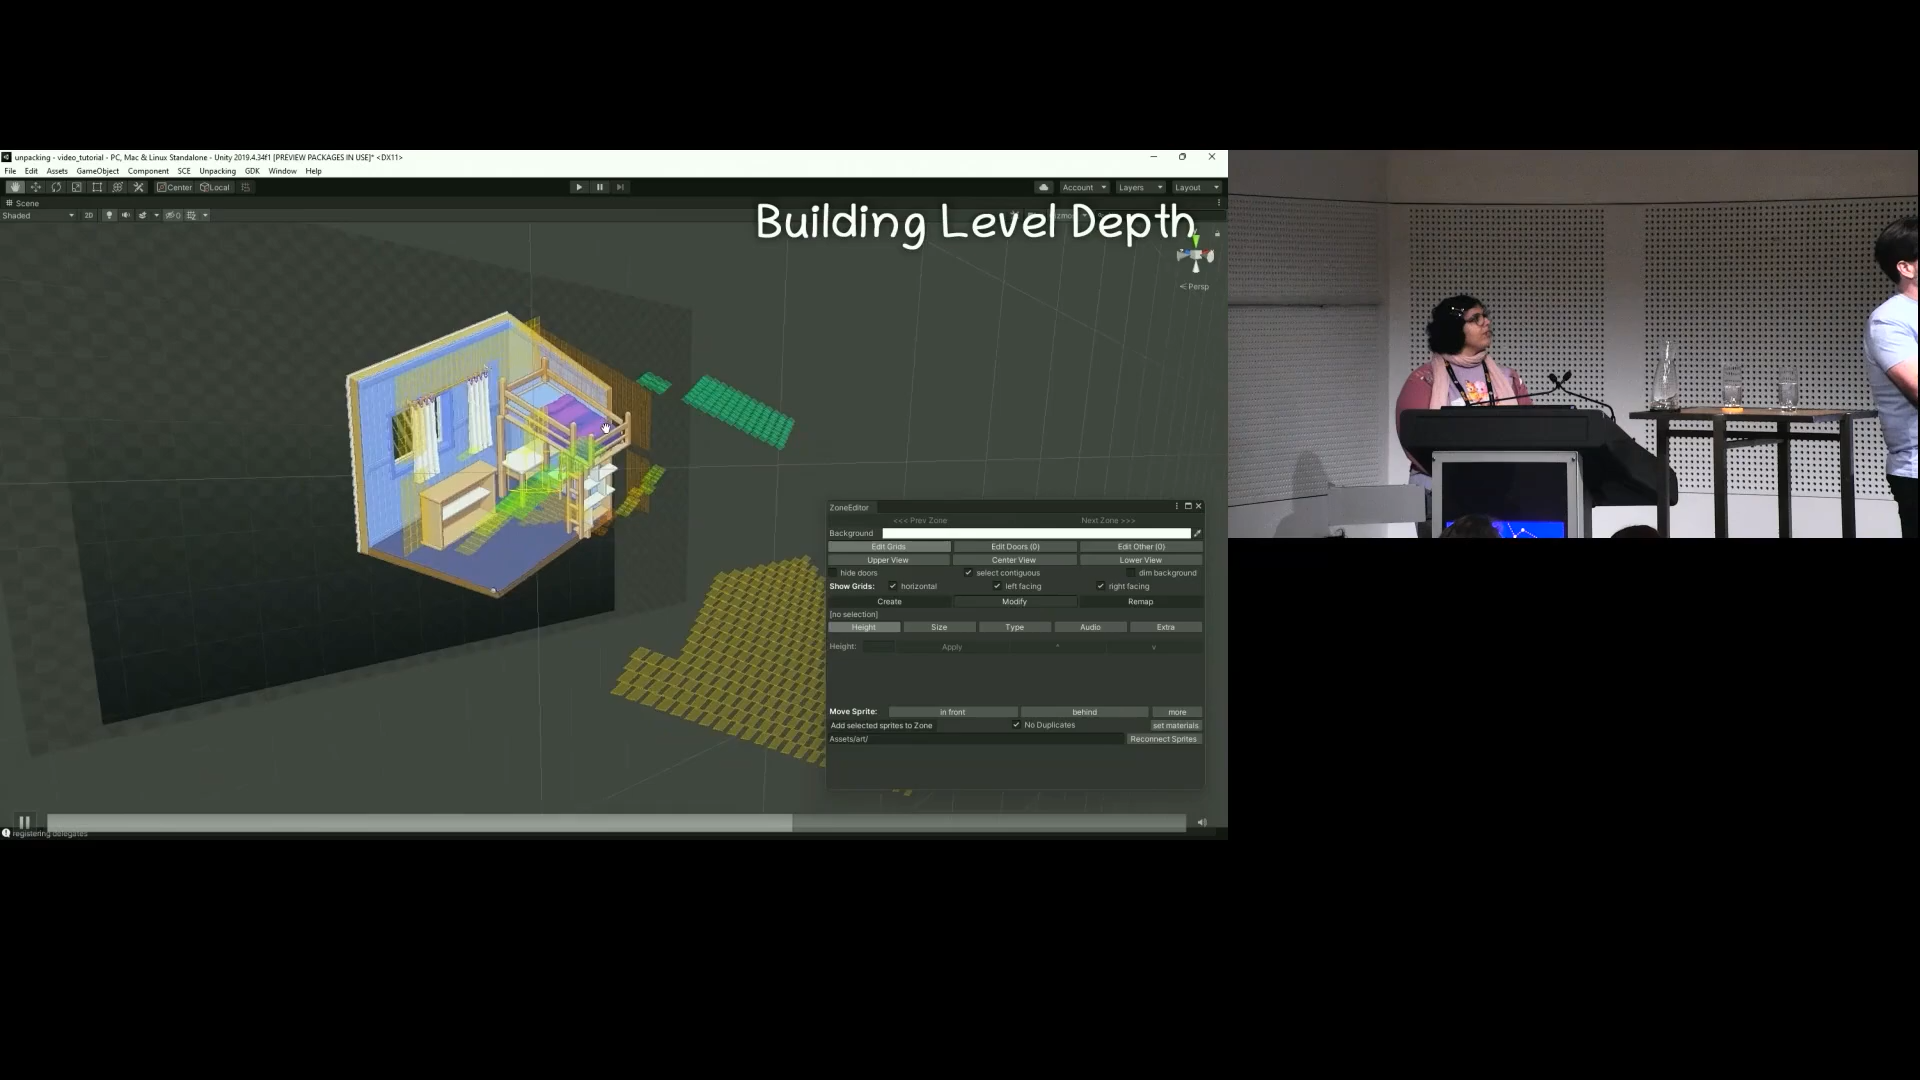 unpacking - video_tutorial - PC, Mac & Linux Standalone - Unity 2019.4.34f1 [PREVIEW PACKAGES IN USE]* <DX11>
File Edit Assets GameObject Component SCE Unpacking GDK Window Help
Center Local Account Layers Layout
Scene
Shaded 2D 0
Building Level Depth
< Persp
ZoneEditor
<<< Prev Zone Next Zone >>>
Background
Edit Grids Edit Doors (0) Edit Other (0)
Upper View Center View Lower View
hide doors select contiguous dim background
Show Grids: horizontal left facing right facing
Create Modify Remap
[no selection]
Height Size Type Audio Extra
Height: Apply ^ v
Move Sprite: in front behind more
Add selected sprites to Zone No Duplicates set materials
Assets/art/ Reconnect Sprites
registering delegates